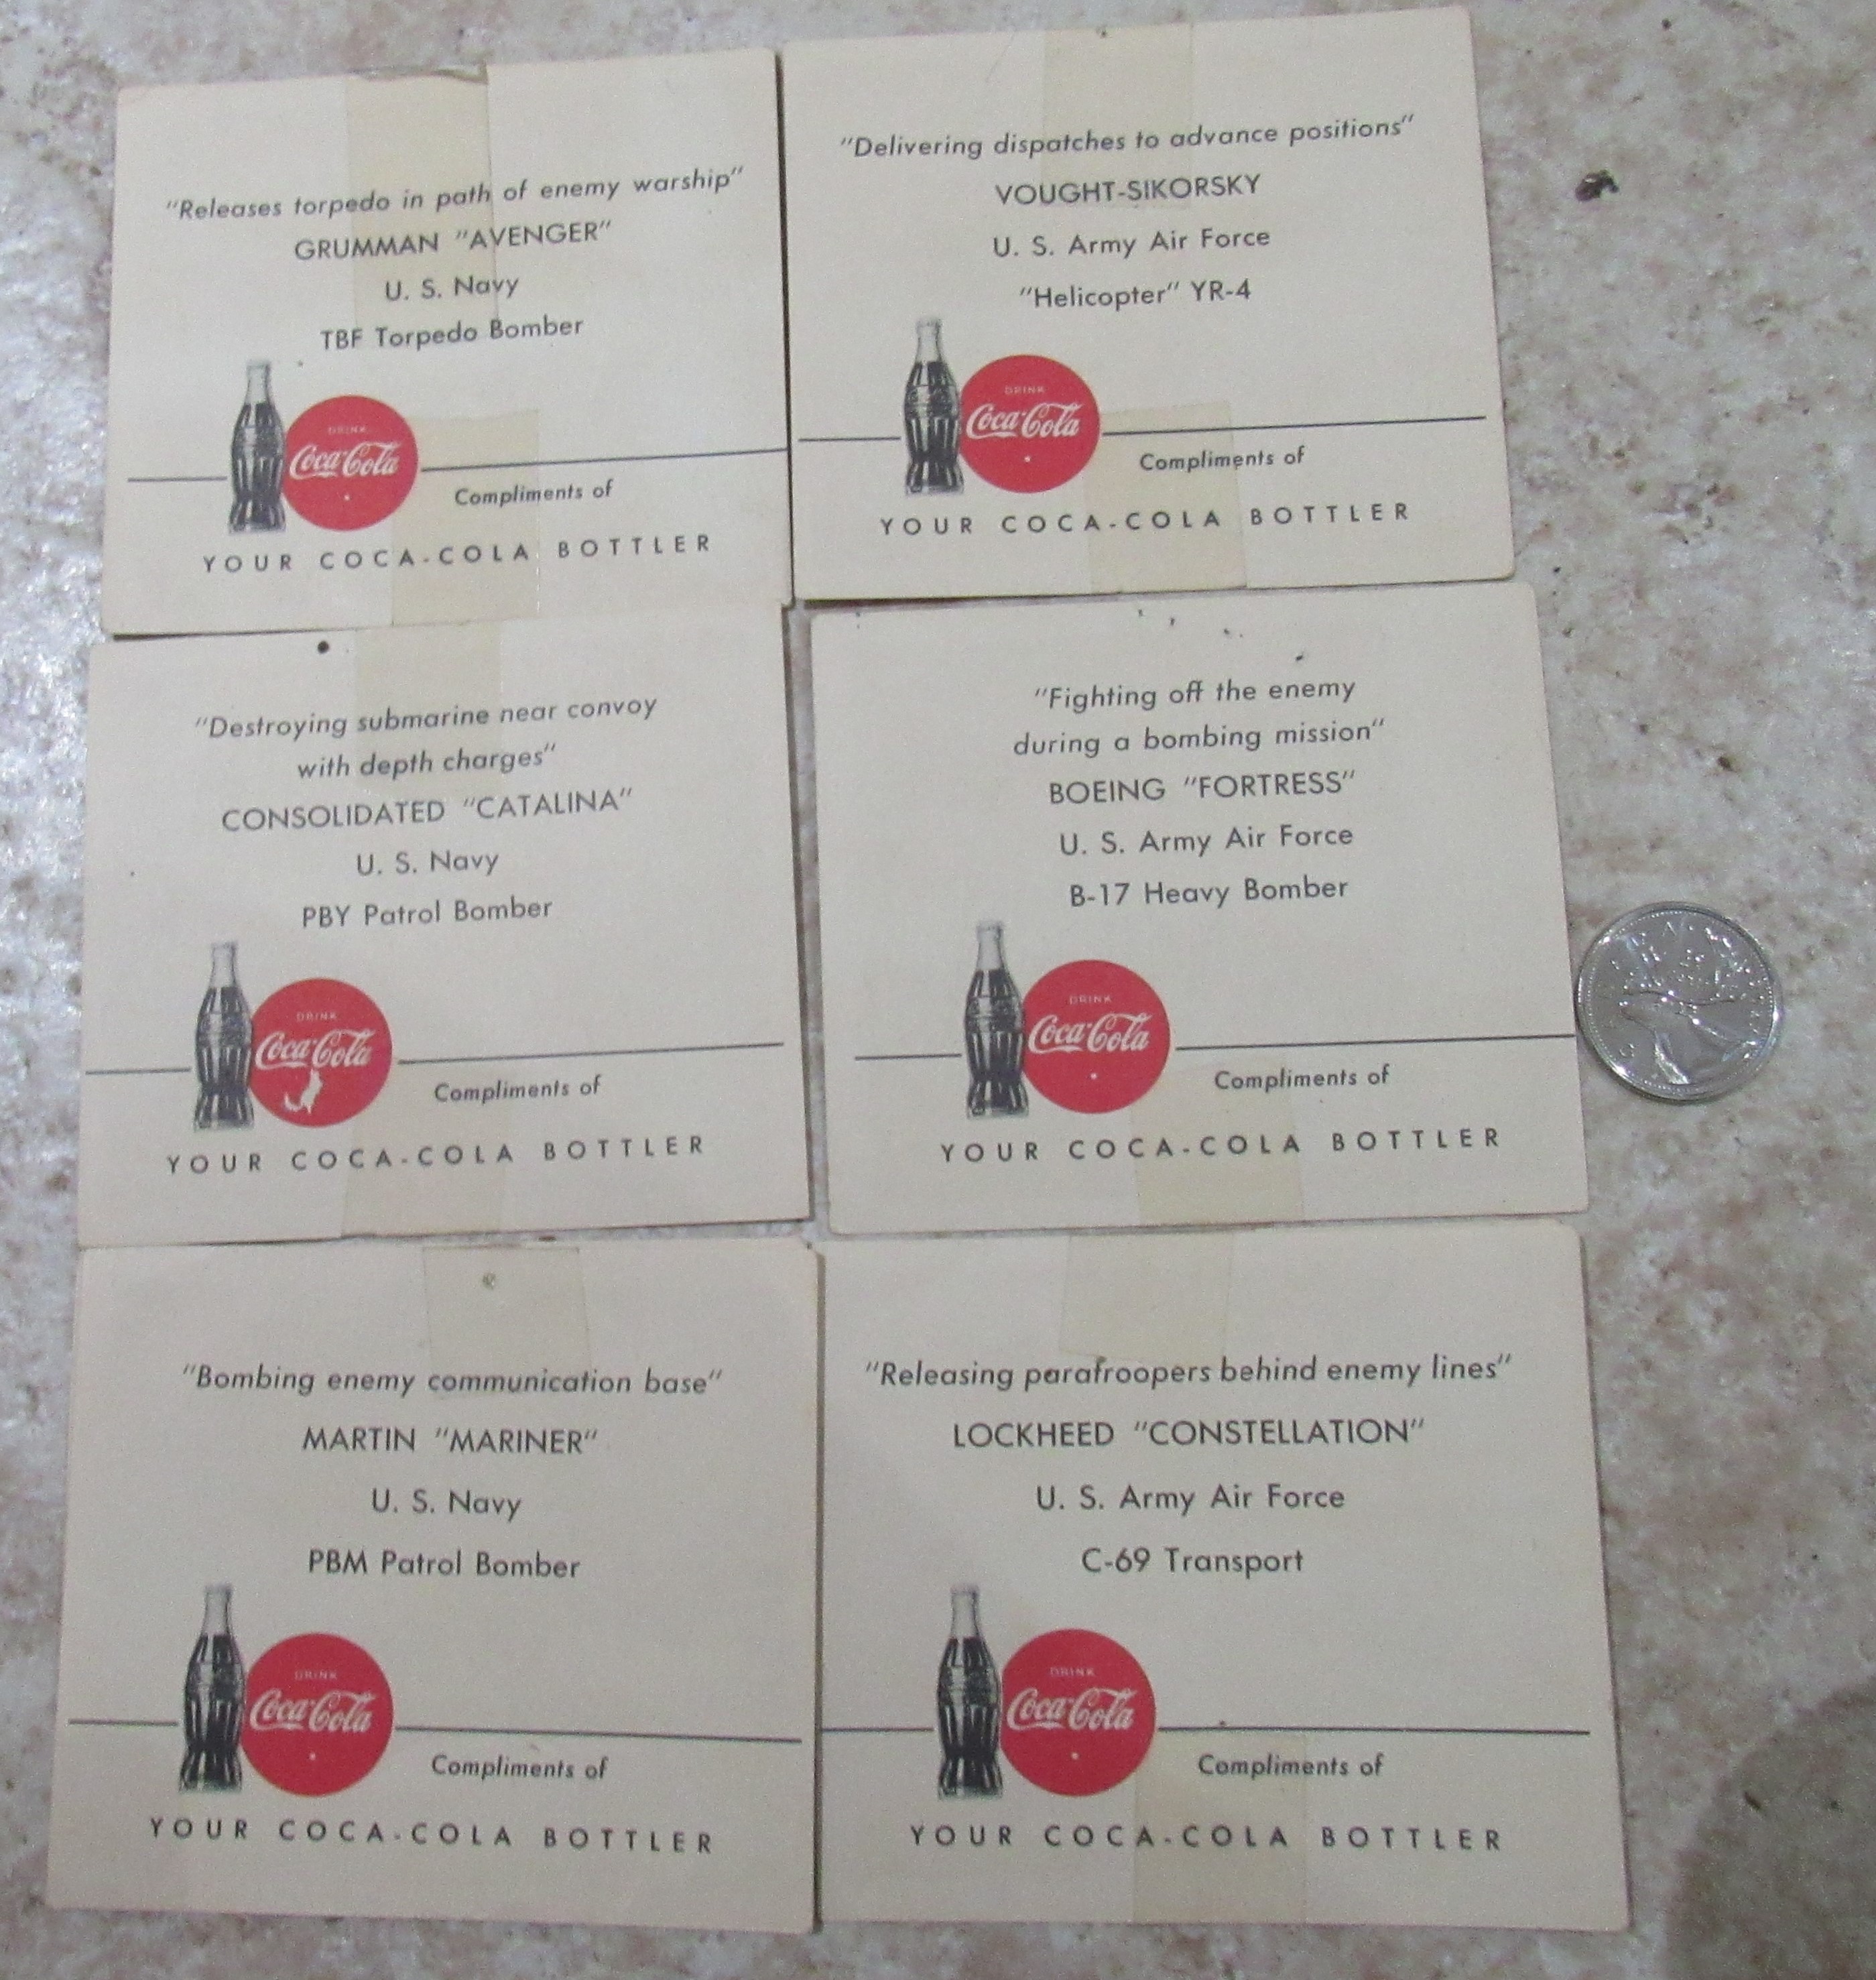 "Releases torpedo in path of enemy warship"
GRUMMAN "AVENGER"
U. S. Navy
TBF Torpedo Bomber
DRINK
Coca-Cola
Compliments of
YOUR COCA-COLA BOTTLER
"Delivering dispatches to advance positions"
VOUGHT-SIKORSKY
U. S. Army Air Force
"Helicopter" YR-4
DRINK
Coca-Cola
Compliments of
YOUR COCA-COLA BOTTLER
"Destroying submarine near convoy
with depth charges"
CONSOLIDATED "CATALINA"
U. S. Navy
PBY Patrol Bomber
DRINK
Coca-Cola
Compliments of
YOUR COCA-COLA BOTTLER
"Fighting off the enemy
during a bombing mission"
BOEING "FORTRESS"
U. S. Army Air Force
B-17 Heavy Bomber
DRINK
Coca-Cola
Compliments of
YOUR COCA-COLA BOTTLER
"Bombing enemy communication base"
MARTIN "MARINER"
U. S. Navy
PBM Patrol Bomber
DRINK
Coca-Cola
Compliments of
YOUR COCA-COLA BOTTLER
"Releasing paratroopers behind enemy lines"
LOCKHEED "CONSTELLATION"
U. S. Army Air Force
C-69 Transport
DRINK
Coca-Cola
Compliments of
YOUR COCA-COLA BOTTLER